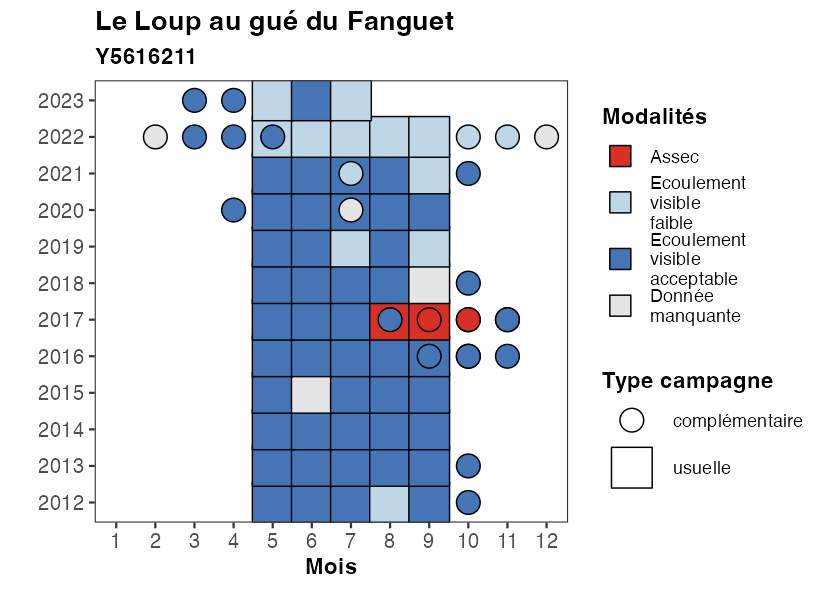 Le Loup au gué du Fanguet
Y5616211
2023
2022
2021
2020
2019
2018
2017
2016
2015
2014
2013
2012
1 2 3 4 5 6 7 8 9 10 11 12
Mois
Modalités
Assec
Ecoulement
visible
faible
Ecoulement
visible
acceptable
Donnée
manquante
Type campagne
complémentaire
usuelle